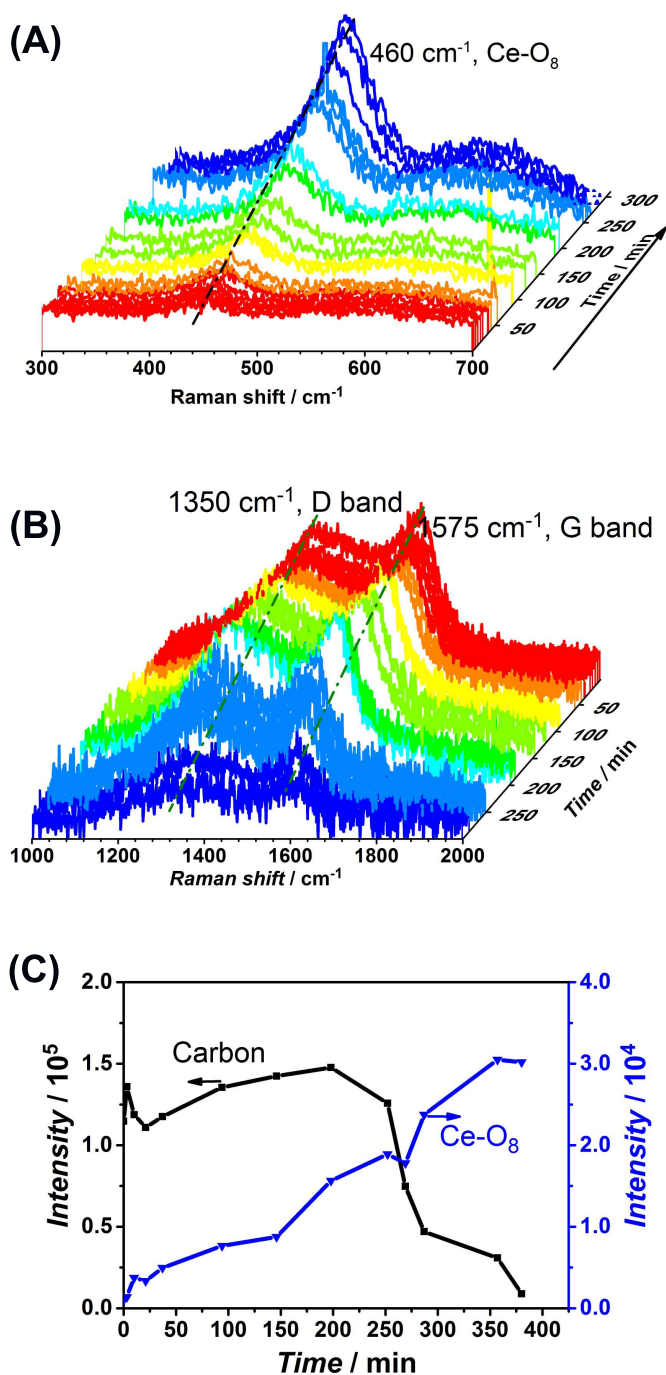 (A)
460 cm⁻¹, Ce-O₈
300
250
200
150
100
50
Time / min
300 400 500 600 700
Raman shift / cm⁻¹
(B)
1350 cm⁻¹, D band
1575 cm⁻¹, G band
50
100
150
200
250
Time / min
1000 1200 1400 1600 1800 2000
Raman shift / cm⁻¹
(C)
2.0 4.0
Carbon
1.5 3.0
Ce-O₈
1.0 2.0
0.5 1.0
0.0 0.0
Intensity / 10⁵
Intensity / 10⁴
0 50 100 150 200 250 300 350 400
Time / min